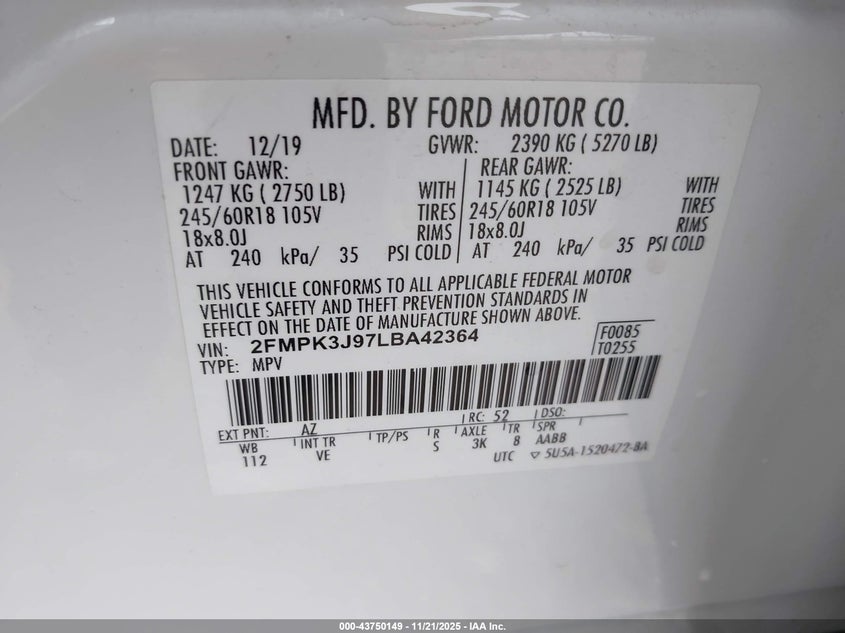 MFD. BY FORD MOTOR CO.
DATE: 12/19 GVWR: 2390 KG ( 5270 LB)
FRONT GAWR: REAR GAWR:
1247 KG ( 2750 LB) WITH 1145 KG ( 2525 LB) WITH
245/60R18 105V TIRES 245/60R18 105V TIRES
18x8.0J RIMS 18x8.0J RIMS
AT 240 kPa/ 35 PSI COLD AT 240 kPa/ 35 PSI COLD
THIS VEHICLE CONFORMS TO ALL APPLICABLE FEDERAL MOTOR
VEHICLE SAFETY AND THEFT PREVENTION STANDARDS IN
EFFECT ON THE DATE OF MANUFACTURE SHOWN ABOVE.
VIN: 2FMPK3J97LBA42364 F0085
TYPE: MPV T0255
EXT PNT: AZ RC: 52 DSO:
WB INT TR TP/PS R AXLE TR SPR
112 VE S 3K 8 AABB
UTC ▽ 5U5A-1520472-BA
000-43750149 - 11/21/2025 - IAA Inc.